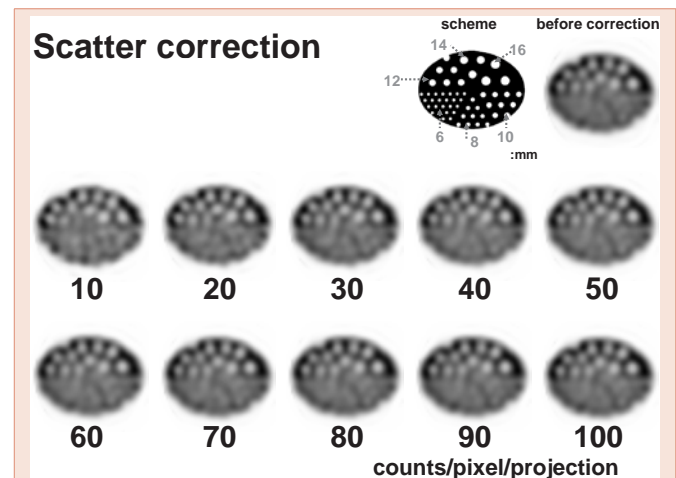 Scatter correction
scheme
before correction
14
16
12
6
8
10
:mm
10 20 30 40 50
60 70 80 90 100
counts/pixel/projection